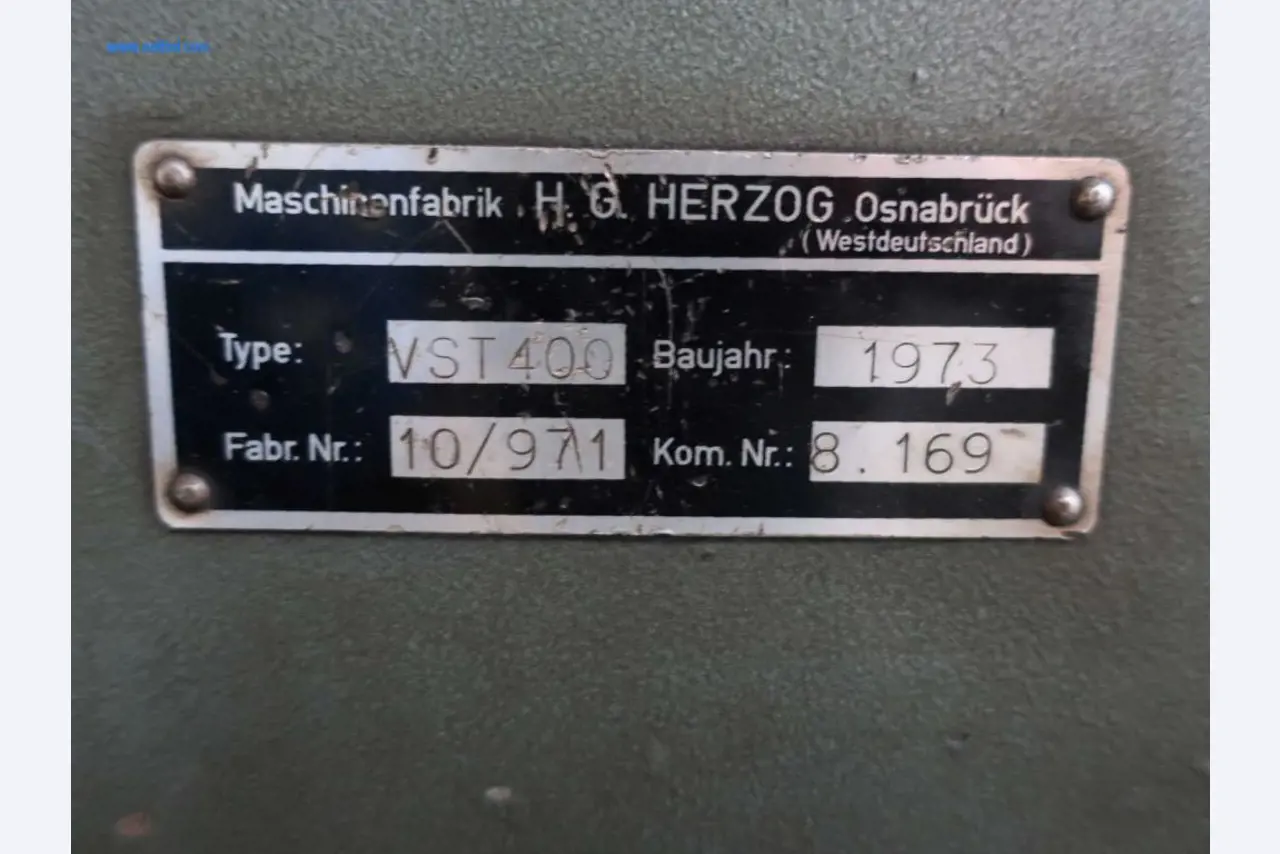 Maschinenfabrik H. G. HERZOG Osnabrück
(Westdeutschland)
Type: VST400 Baujahr: 1973
Fabr. Nr.: 10/971 Kom. Nr.: 8.169